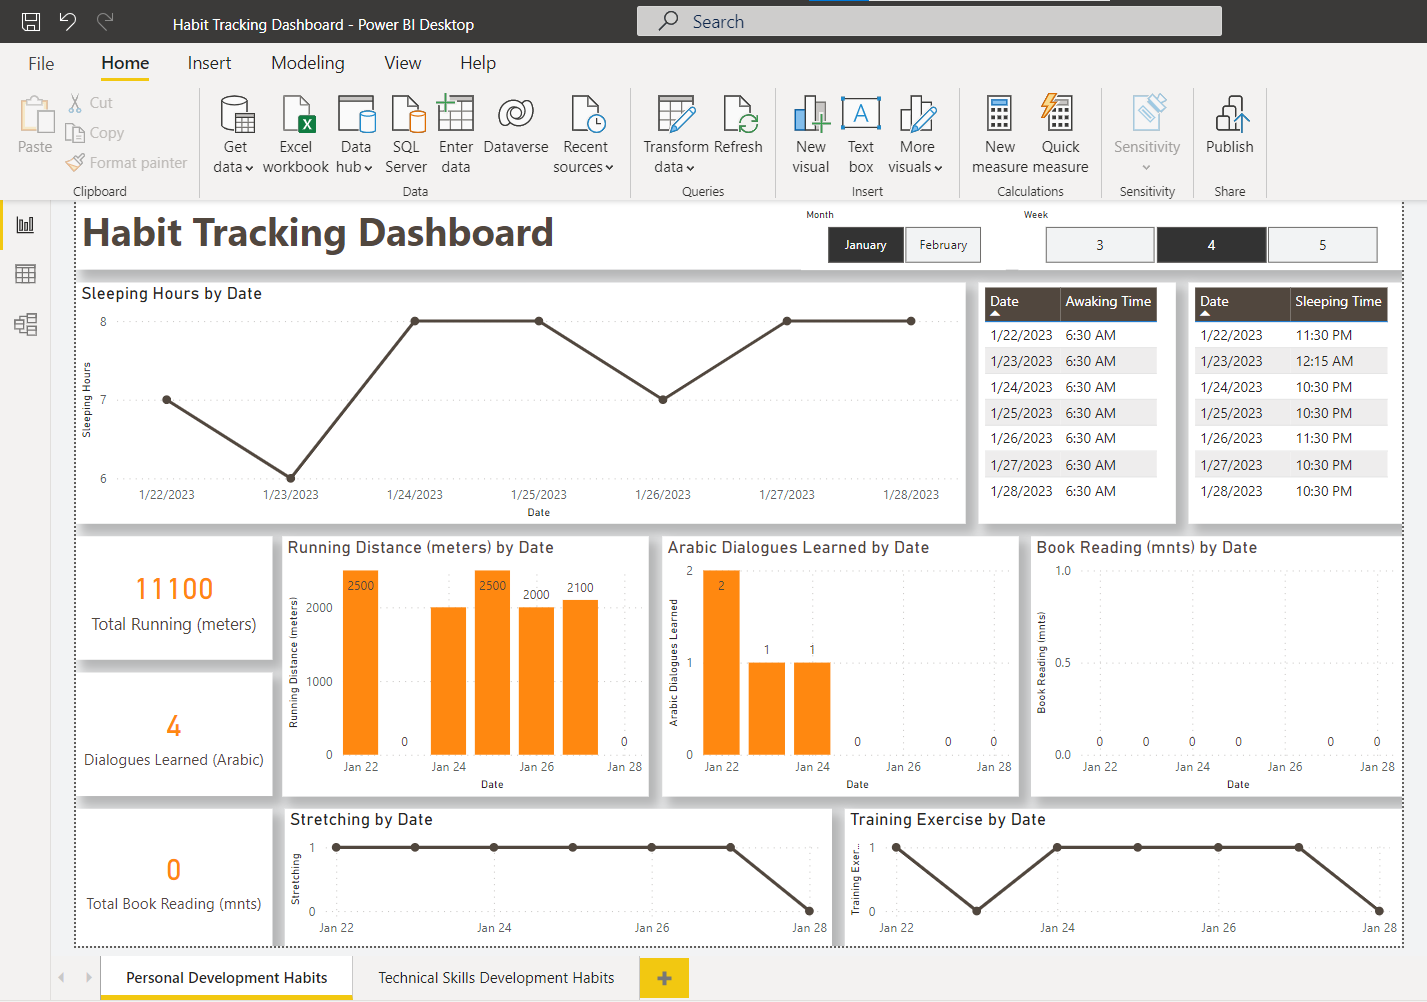 Habit Tracking Dashboard - Power BI Desktop
Search
File Home Insert Modeling View Help
Paste
Cut
Copy
Format painter
Clipboard
Get data
Excel workbook
Data hub
SQL Server
Enter data
Dataverse
Recent sources
Data
Transform data
Refresh
Queries
New visual
Text box
More visuals
Insert
New measure
Quick measure
Calculations
Sensitivity
Sensitivity
Publish
Share
Habit Tracking Dashboard
Month
January February
Week
3 4 5
Sleeping Hours by Date
Sleeping Hours
8
7
6
1/22/2023 1/23/2023 1/24/2023 1/25/2023 1/26/2023 1/27/2023 1/28/2023
Date
Date Awaking Time
1/22/2023 6:30 AM
1/23/2023 6:30 AM
1/24/2023 6:30 AM
1/25/2023 6:30 AM
1/26/2023 6:30 AM
1/27/2023 6:30 AM
1/28/2023 6:30 AM
Date Sleeping Time
1/22/2023 11:30 PM
1/23/2023 12:15 AM
1/24/2023 10:30 PM
1/25/2023 10:30 PM
1/26/2023 11:30 PM
1/27/2023 10:30 PM
1/28/2023 10:30 PM
11100
Total Running (meters)
4
Dialogues Learned (Arabic)
0
Total Book Reading (mnts)
Running Distance (meters) by Date
Running Distance (meters)
2000
1000
0
2500 0 2500 2000 2100 0
Jan 22 Jan 24 Jan 26 Jan 28
Date
Arabic Dialogues Learned by Date
Arabic Dialogues Learned
2
1
0
2 1 1 0 0 0
Jan 22 Jan 24 Jan 26 Jan 28
Date
Book Reading (mnts) by Date
Book Reading (mnts)
1.0
0.5
0.0
0 0 0 0 0 0
Jan 22 Jan 24 Jan 26 Jan 28
Date
Stretching by Date
Stretching
1
0
Jan 22 Jan 24 Jan 26 Jan 28
Training Exercise by Date
Training Exer...
1
0
Jan 22 Jan 24 Jan 26 Jan 28
Personal Development Habits Technical Skills Development Habits